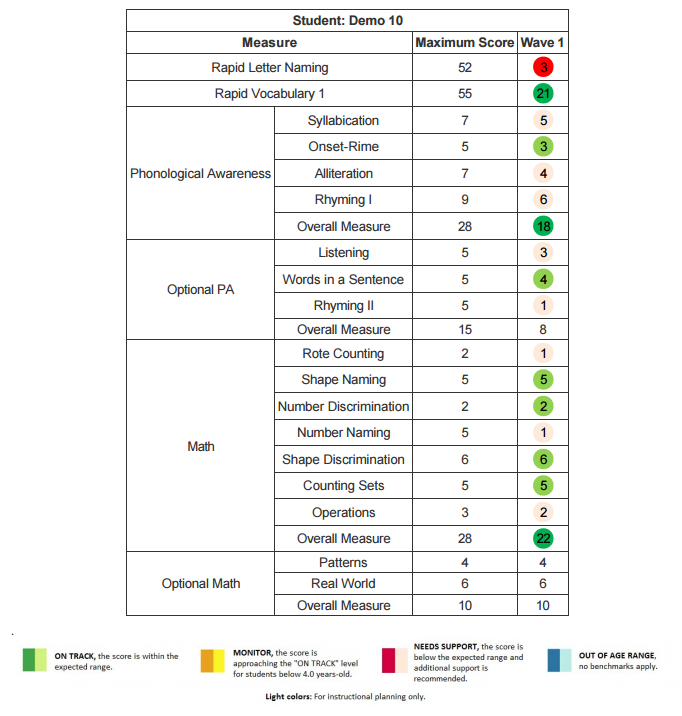 Student: Demo 10
Measure Maximum Score Wave 1
Rapid Letter Naming 52 3
Rapid Vocabulary 1 55 21
Phonological Awareness
Syllabication 7 5
Onset-Rime 5 3
Alliteration 7 4
Rhyming I 9 6
Overall Measure 28 18
Optional PA
Listening 5 3
Words in a Sentence 5 4
Rhyming II 5 1
Overall Measure 15 8
Math
Rote Counting 2 1
Shape Naming 5 5
Number Discrimination 2 2
Number Naming 5 1
Shape Discrimination 6 6
Counting Sets 5 5
Operations 3 2
Overall Measure 28 22
Optional Math
Patterns 4 4
Real World 6 6
Overall Measure 10 10
.
ON TRACK, the score is within the
expected range.
MONITOR, the score is
approaching the "ON TRACK" level
for students below 4.0 years-old.
NEEDS SUPPORT, the score is
below the expected range and
additional support is
recommended.
OUT OF AGE RANGE,
no benchmarks apply.
Light colors: For instructional planning only.